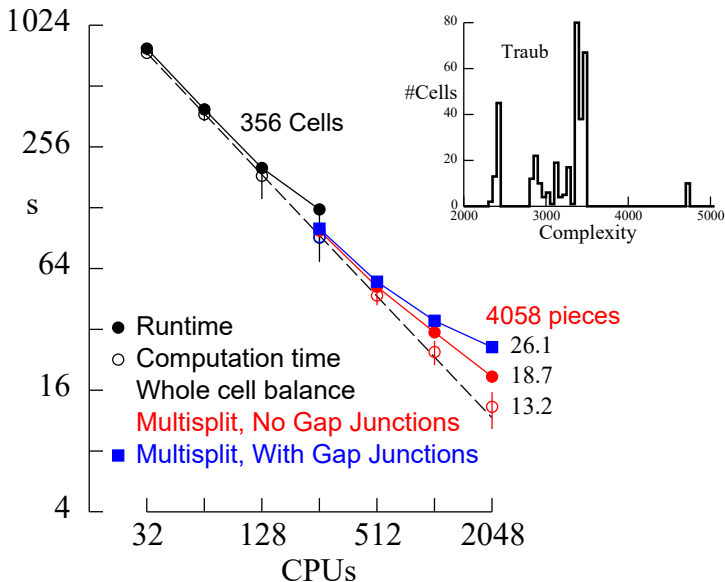 1024
256
s
64
16
4
32
128
512
2048
CPUs
356 Cells
4058 pieces
26.1
18.7
13.2
Runtime
Computation time
Whole cell balance
Multisplit, No Gap Junctions
Multisplit, With Gap Junctions
80
60
#Cells
40
20
0
Traub
2000
3000
4000
5000
Complexity